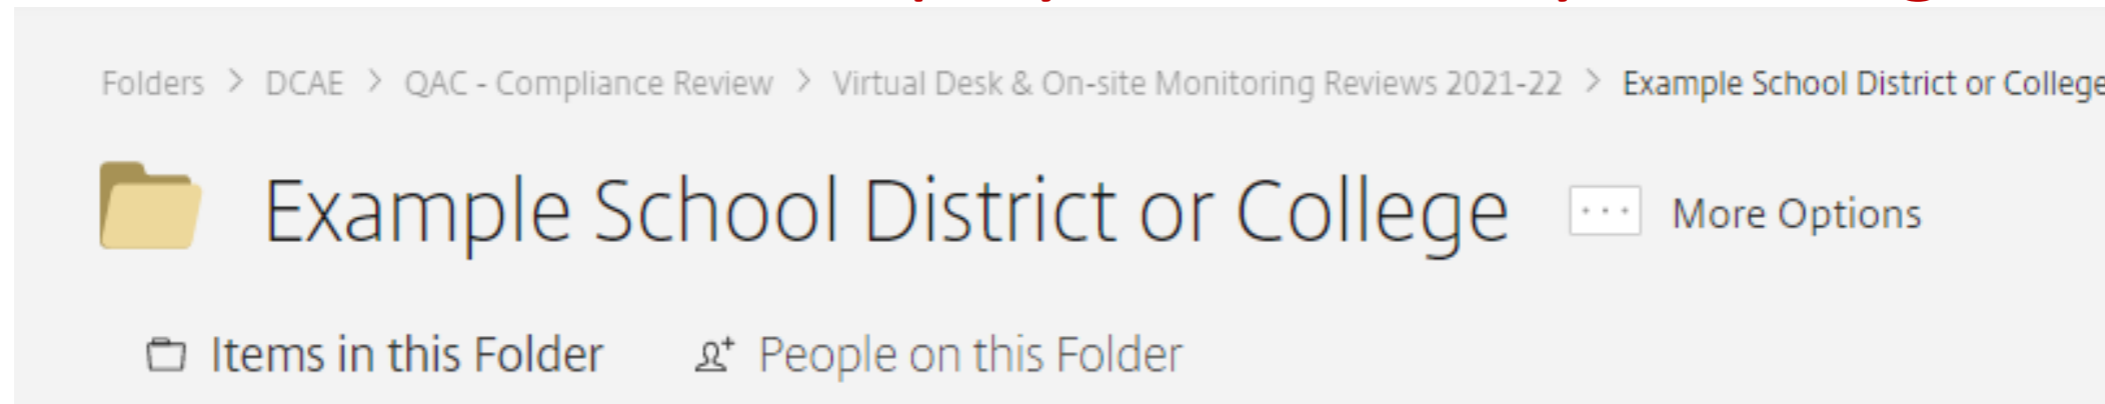 Folders > DCAE > QAC - Compliance Review > Virtual Desk & On-site Monitoring Reviews 2021-22 > Example School District or College
Example School District or College ··· More Options
Items in this Folder People on this Folder